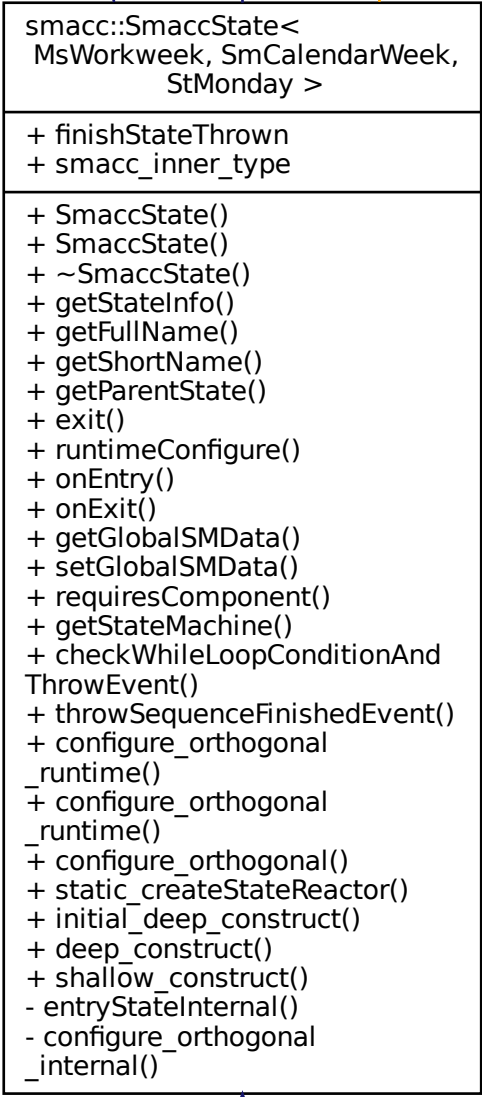 smacc::SmaccState<
MsWorkweek, SmCalendarWeek,
StMonday >
+ finishStateThrown
+ smacc_inner_type
+ SmaccState()
+ SmaccState()
+ ~SmaccState()
+ getStateInfo()
+ getFullName()
+ getShortName()
+ getParentState()
+ exit()
+ runtimeConfigure()
+ onEntry()
+ onExit()
+ getGlobalSMData()
+ setGlobalSMData()
+ requiresComponent()
+ getStateMachine()
+ checkWhileLoopConditionAnd
ThrowEvent()
+ throwSequenceFinishedEvent()
+ configure_orthogonal
_runtime()
+ configure_orthogonal
_runtime()
+ configure_orthogonal()
+ static_createStateReactor()
+ initial_deep_construct()
+ deep_construct()
+ shallow_construct()
- entryStateInternal()
- configure_orthogonal
_internal()